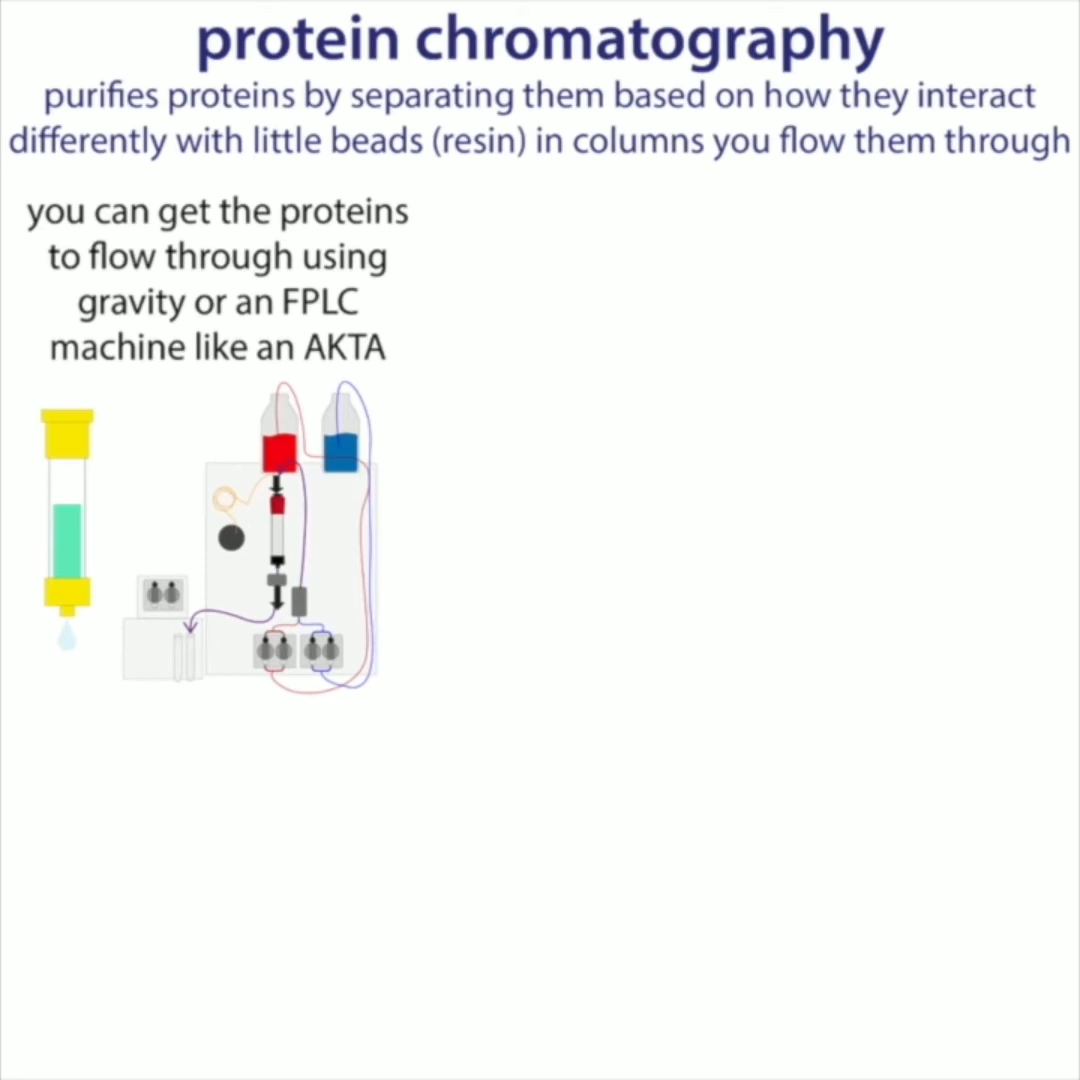 protein chromatography
purifies proteins by separating them based on how they interact
differently with little beads (resin) in columns you flow them through
you can get the proteins
to flow through using
gravity or an FPLC
machine like an AKTA